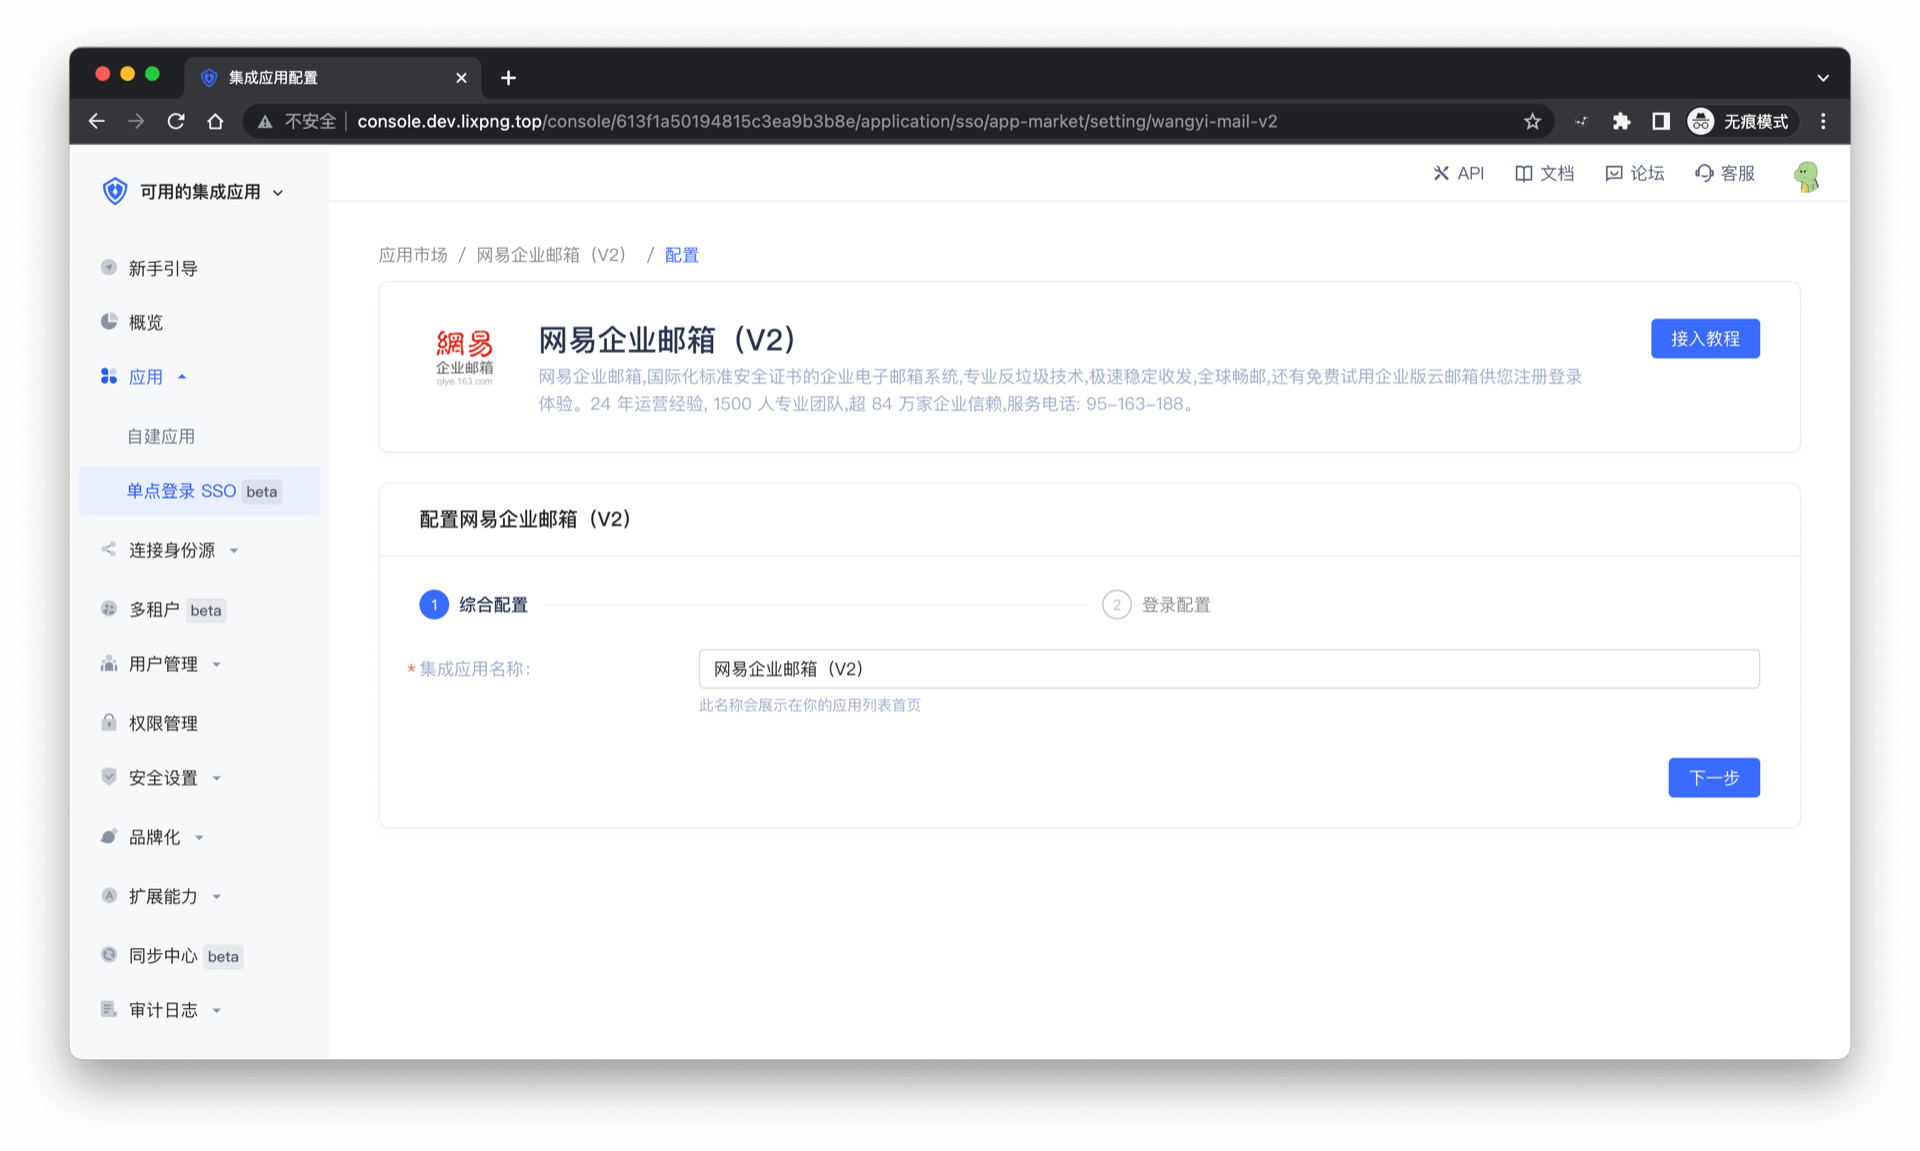 集成应用配置
不安全 console.dev.lixpng.top/console/613f1a50194815c3ea9b3b8e/application/sso/app-market/setting/wangyi-mail-v2
无痕模式
可用的集成应用
API 文档 论坛 客服
新手引导
概览
应用
自建应用
单点登录 SSO beta
连接身份源
多租户 beta
用户管理
权限管理
安全设置
品牌化
扩展能力
同步中心 beta
审计日志
应用市场 / 网易企业邮箱（V2） / 配置
網易
企业邮箱
qiye.163.com
网易企业邮箱（V2）
接入教程
网易企业邮箱,国际化标准安全证书的企业电子邮箱系统,专业反垃圾技术,极速稳定收发,全球畅邮,还有免费试用企业版云邮箱供您注册登录
体验。24 年运营经验, 1500 人专业团队,超 84 万家企业信赖,服务电话: 95-163-188。
配置网易企业邮箱（V2）
1 综合配置
2 登录配置
* 集成应用名称:
网易企业邮箱（V2）
此名称会展示在你的应用列表首页
下一步